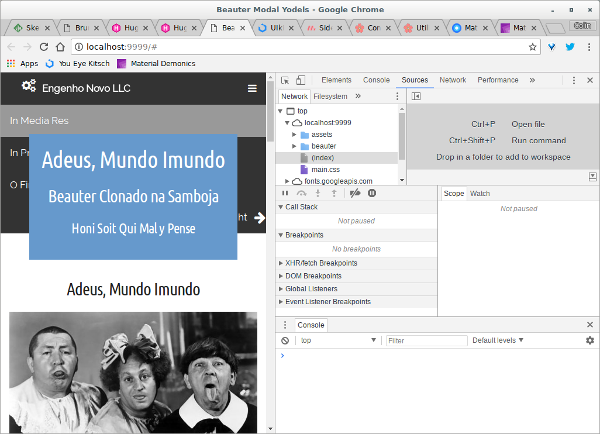 Beauter Modal Yodels - Google Chrome
Ske
Bru
Hug
Hug
Bea
Ulki
Side
Cor
Util
Mat
Mat
Colin
localhost:9999/#
Apps
You Eye Kitsch
Material Demonics
Engenho Novo LLC
In Media Res
In P
O Fi
ht
Adeus, Mundo Imundo
Beauter Clonado na Samboja
Honi Soit Qui Mal y Pense
Adeus, Mundo Imundo
Elements Console Sources Network Performance »
Network Filesystem »
top
localhost:9999
assets
beauter
(index)
main.css
fonts.googleapis.com
Ctrl+P Open file
Ctrl+Shift+P Run command
Drop in a folder to add to workspace
Call Stack
Not paused
Breakpoints
No breakpoints
XHR/fetch Breakpoints
DOM Breakpoints
Global Listeners
Event Listener Breakpoints
Scope Watch
Not paused
Console
top
Filter
Default levels